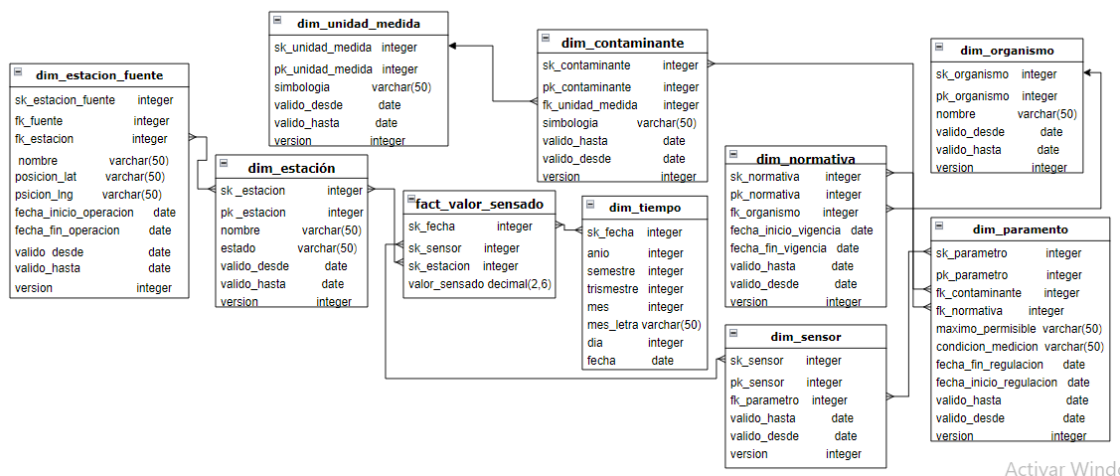 dim_estacion_fuente
sk_estacion_fuente integer
fk_fuente integer
fk_estacion integer
nombre varchar(50)
posicion_lat varchar(50)
psicion_lng varchar(50)
fecha_inicio_operacion date
fecha_fin_operacion date
valido_desde date
valido_hasta date
version integer
dim_unidad_medida
sk_unidad_medida integer
pk_unidad_medida integer
simbologia varchar(50)
valido_desde date
valido_hasta date
version integer
dim_estación
sk _estacion integer
pk _estacion integer
nombre varchar(50)
estado varchar(50)
valido_desde date
valido_hasta date
version integer
fact_valor_sensado
sk_fecha integer
sk_sensor integer
sk_estacion integer
valor_sensado decimal(2,6)
dim_contaminante
sk_contaminante integer
pk_contaminante integer
fk_unidad_medida integer
simbologia varchar(50)
valido_hasta date
valido_desde date
version integer
dim_tiempo
sk_fecha integer
anio integer
semestre integer
trismestre integer
mes integer
mes_letra varchar(50)
dia integer
fecha date
dim_normativa
sk_normativa integer
pk_normativa integer
fk_organismo integer
fecha_inicio_vigencia date
fecha_fin_vigencia date
valido_hasta date
valido_desde date
version integer
dim_sensor
sk_sensor integer
pk_sensor integer
fk_parametro integer
valido_hasta date
valido_desde date
version integer
dim_organismo
sk_organismo integer
pk_organismo integer
nombre varchar(50)
valido_desde date
valido_hasta date
version integer
dim_paramento
sk_parametro integer
pk_parametro integer
fk_contaminante integer
fk_normativa integer
maximo_permisible varchar(50)
condicion_medicion varchar(50)
fecha_fin_regulacion date
fecha_inicio_regulacion date
valido_hasta date
valido_desde date
version integer
Activar Wind